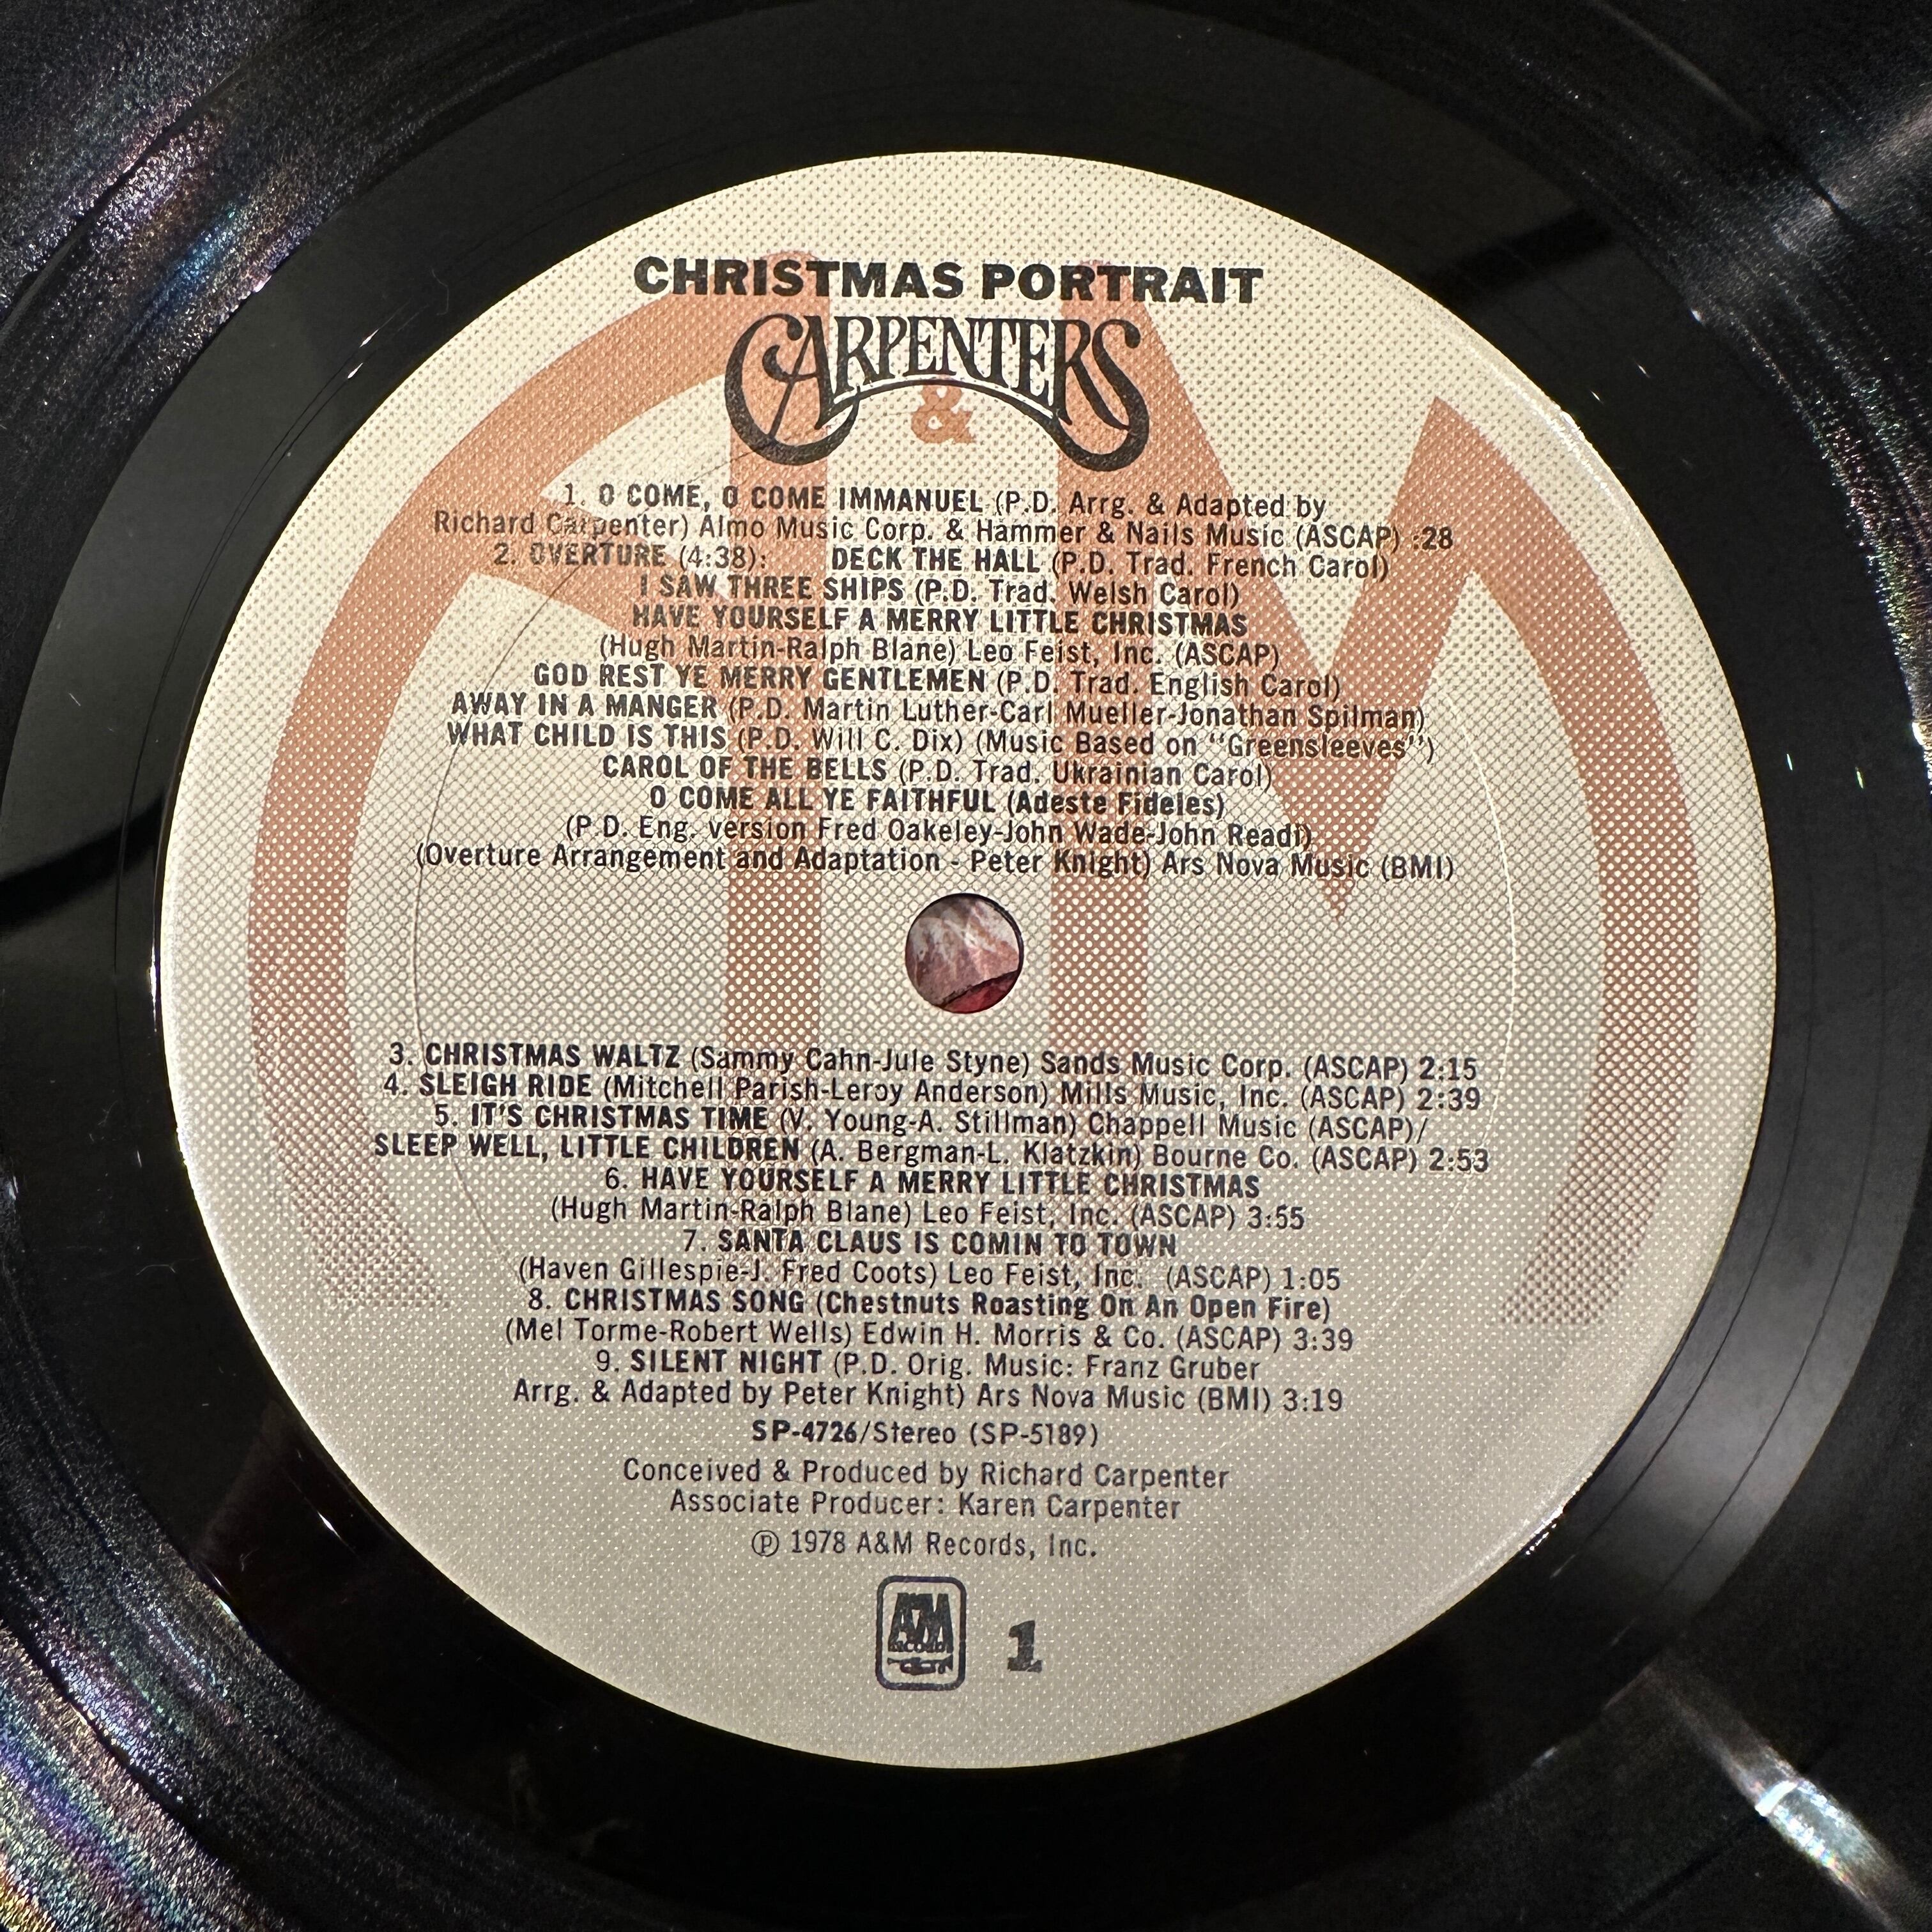 CHRISTMAS PORTRAIT
CARPENTERS
&
1. O COME, O COME IMMANUEL (P.D. Arrg. & Adapted by
Richard Carpenter) Almo Music Corp. & Hammer & Nails Music (ASCAP) :28
2. OVERTURE (4:38): DECK THE HALL (P.D. Trad. French Carol)
I SAW THREE SHIPS (P.D. Trad. Welsh Carol)
HAVE YOURSELF A MERRY LITTLE CHRISTMAS
(Hugh Martin-Ralph Blane) Leo Feist, Inc. (ASCAP)
GOD REST YE MERRY GENTLEMEN (P.D. Trad. English Carol)
AWAY IN A MANGER (P.D. Martin Luther-Carl Mueller-Jonathan Spilman)
WHAT CHILD IS THIS (P.D. Will C. Dix) (Music Based on "Greensleeves")
CAROL OF THE BELLS (P.D. Trad. Ukrainian Carol)
O COME ALL YE FAITHFUL (Adeste Fideles)
(P.D. Eng. version Fred Oakeley-John Wade-John Readi)
(Overture Arrangement and Adaptation - Peter Knight) Ars Nova Music (BMI)
3. CHRISTMAS WALTZ (Sammy Cahn-Jule Styne) Sands Music Corp. (ASCAP) 2:15
4. SLEIGH RIDE (Mitchell Parish-Leroy Anderson) Mills Music, Inc. (ASCAP) 2:39
5. IT'S CHRISTMAS TIME (V. Young-A. Stillman) Chappell Music (ASCAP)/
SLEEP WELL, LITTLE CHILDREN (A. Bergman-L. Klatzkin) Bourne Co. (ASCAP) 2:53
6. HAVE YOURSELF A MERRY LITTLE CHRISTMAS
(Hugh Martin-Ralph Blane) Leo Feist, Inc. (ASCAP) 3:55
7. SANTA CLAUS IS COMIN TO TOWN
(Haven Gillespie-J. Fred Coots) Leo Feist, Inc. (ASCAP) 1:05
8. CHRISTMAS SONG (Chestnuts Roasting On An Open Fire)
(Mel Torme-Robert Wells) Edwin H. Morris & Co. (ASCAP) 3:39
9. SILENT NIGHT (P.D. Orig. Music: Franz Gruber
Arrg. & Adapted by Peter Knight) Ars Nova Music (BMI) 3:19
SP-4726/Stereo (SP-5189)
Conceived & Produced by Richard Carpenter
Associate Producer: Karen Carpenter
℗ 1978 A&M Records, Inc.
A&M
RECORDS
1